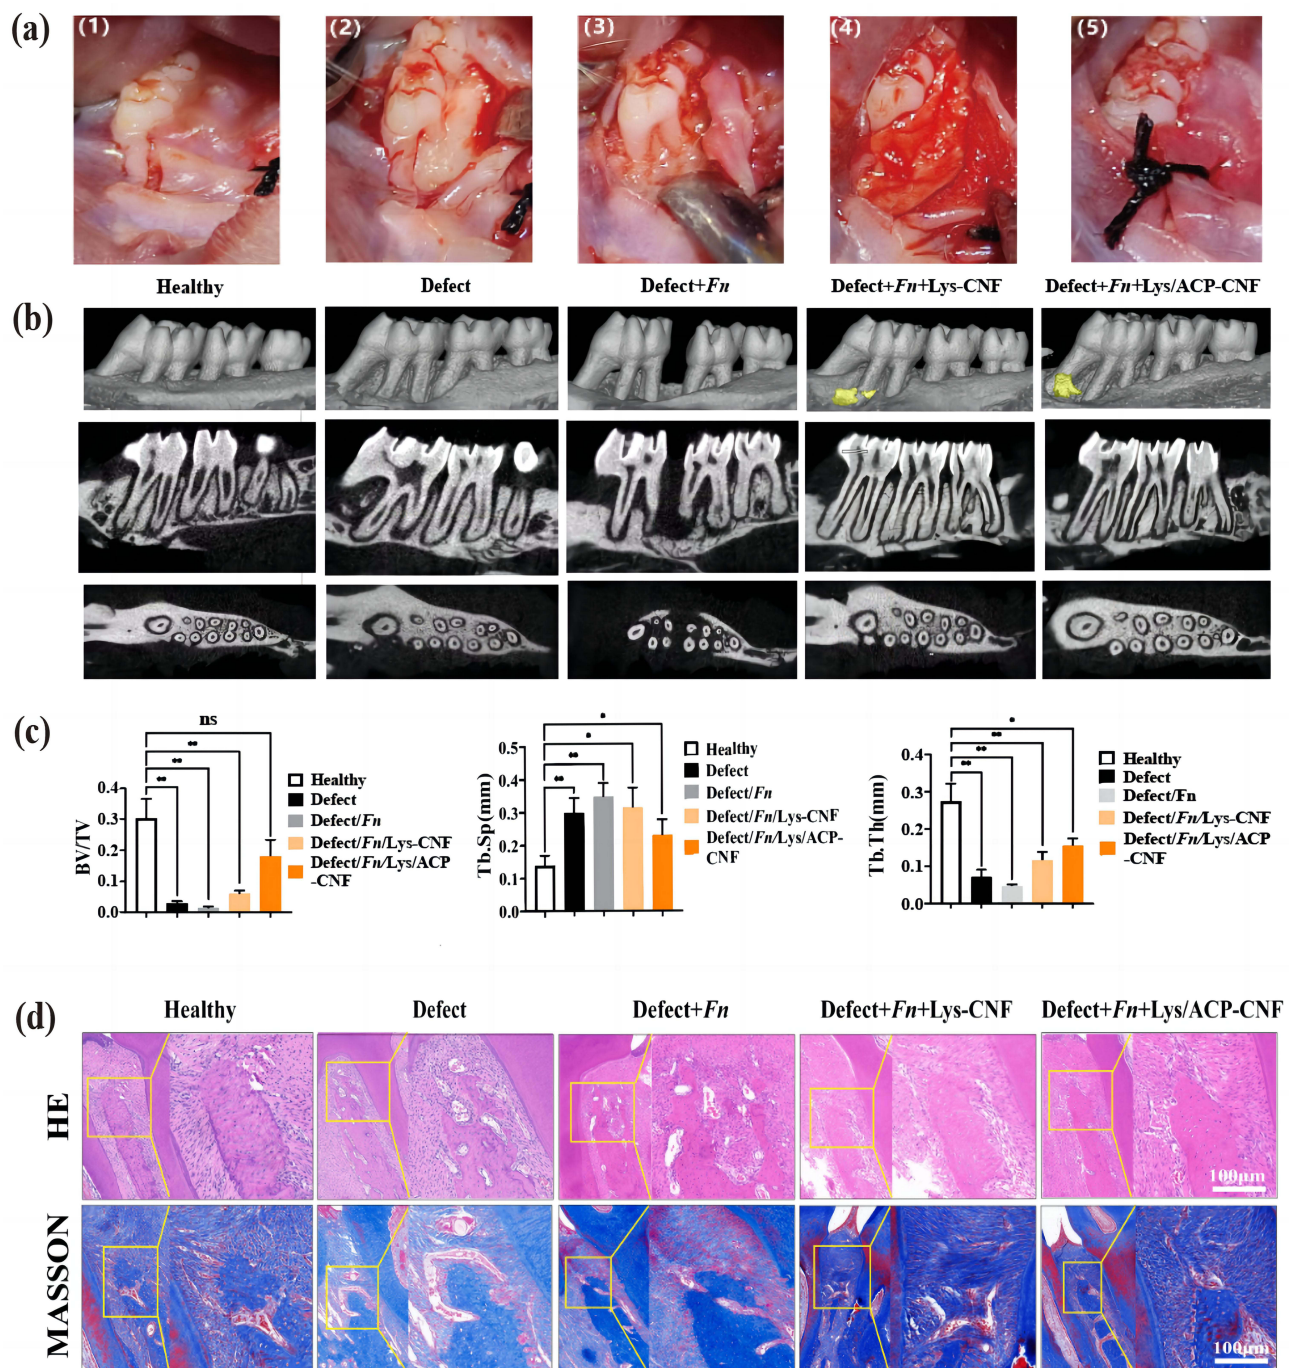 (a)
(1)
(2)
(3)
(4)
(5)
Healthy
Defect
Defect+Fn
Defect+Fn+Lys-CNF
Defect+Fn+Lys/ACP-CNF
(b)
(c)
ns
**
**
**
BV/TV
0.4
0.3
0.2
0.1
0.0
Healthy
Defect
Defect/Fn
Defect/Fn/Lys-CNF
Defect/Fn/Lys/ACP
-CNF
*
*
**
**
Tb.Sp(mm)
0.5
0.4
0.3
0.2
0.1
0.0
Healthy
Defect
Defect/Fn
Defect/Fn/Lys-CNF
Defect/Fn/Lys/ACP-
CNF
*
**
**
**
Tb.Th(mm)
0.4
0.3
0.2
0.1
0.0
Healthy
Defect
Defect/Fn
Defect/Fn/Lys-CNF
Defect/Fn/Lys/ACP
-CNF
(d)
Healthy
Defect
Defect+Fn
Defect+Fn+Lys-CNF
Defect+Fn+Lys/ACP-CNF
HE
100μm
MASSON
100μm